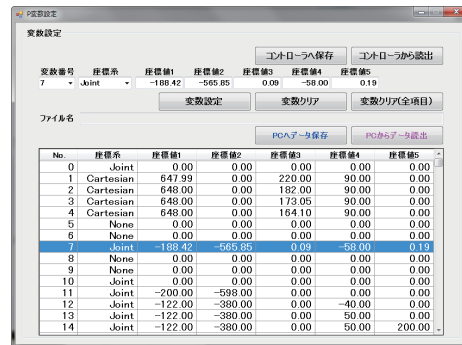 P変数設定
変数設定
コントローラへ保存 コントローラから読出
変数番号 座標系 座標値1 座標値2 座標値3 座標値4 座標値5
7 Joint -188.42 -565.85 0.09 -58.00 0.19
変数設定 変数クリア 変数クリア(全項目)
ファイル名
PCへデータ保存 PCからデータ読出
No. 座標系 座標値1 座標値2 座標値3 座標値4 座標値5
0 Joint 0.00 0.00 0.00 0.00 0.00
1 Cartesian 647.99 0.00 220.00 90.00 0.00
2 Cartesian 648.00 0.00 182.00 90.00 0.00
3 Cartesian 648.00 0.00 173.05 90.00 0.00
4 Cartesian 648.00 0.00 164.10 90.00 0.00
5 None 0.00 0.00 0.00 0.00 0.00
6 None 0.00 0.00 0.00 0.00 0.00
7 Joint -188.42 -565.85 0.09 -58.00 0.19
8 None 0.00 0.00 0.00 0.00 0.00
9 None 0.00 0.00 0.00 0.00 0.00
10 Joint 0.00 0.00 0.00 0.00 0.00
11 Joint -200.00 -598.00 0.00 0.00 0.00
12 Joint -122.00 -380.00 0.00 -40.00 0.00
13 Joint -122.00 -380.00 0.00 50.00 0.00
14 Joint -122.00 -380.00 0.00 50.00 200.00